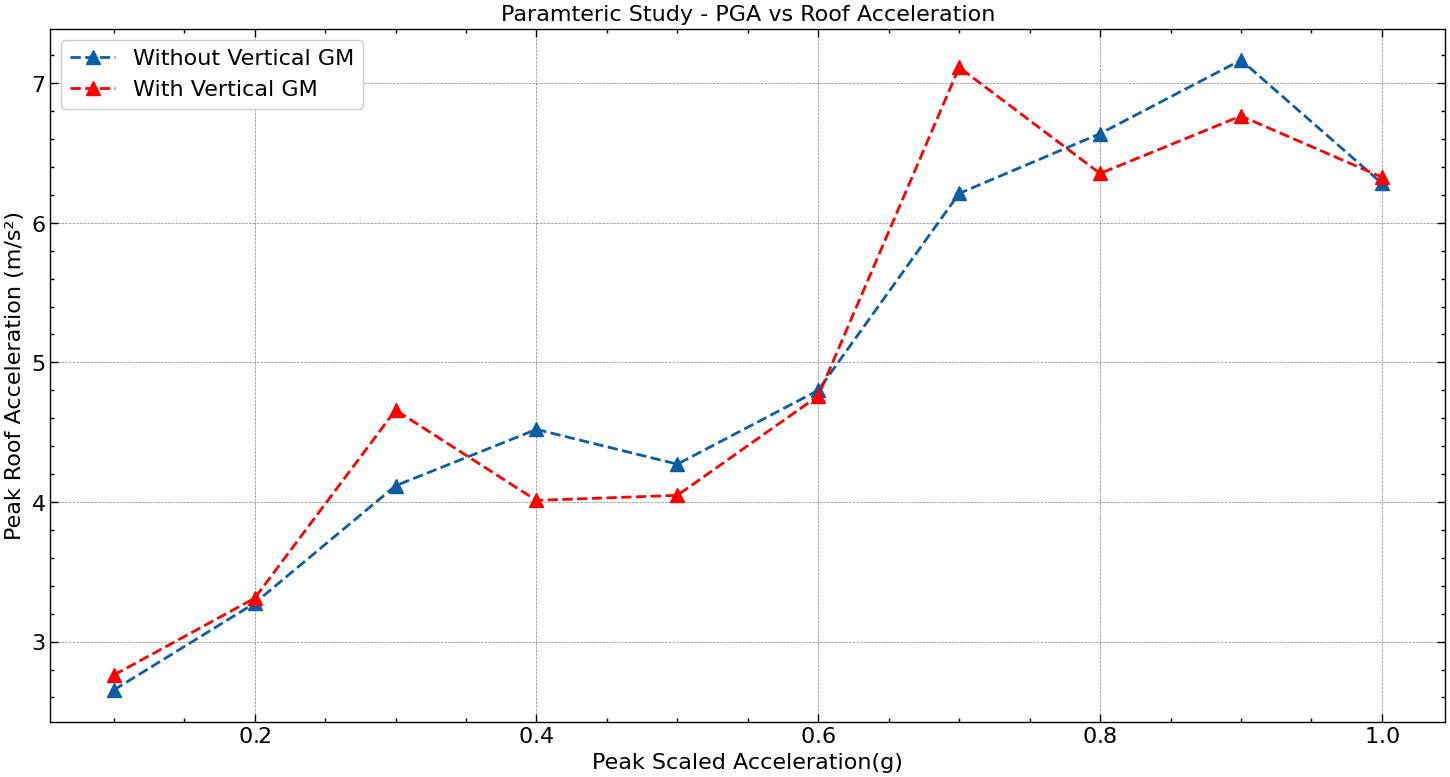 Paramteric Study - PGA vs Roof Acceleration
Without Vertical GM
With Vertical GM
7
6
5
4
3
Peak Roof Acceleration (m/s²)
0.2
0.4
0.6
0.8
1.0
Peak Scaled Acceleration(g)